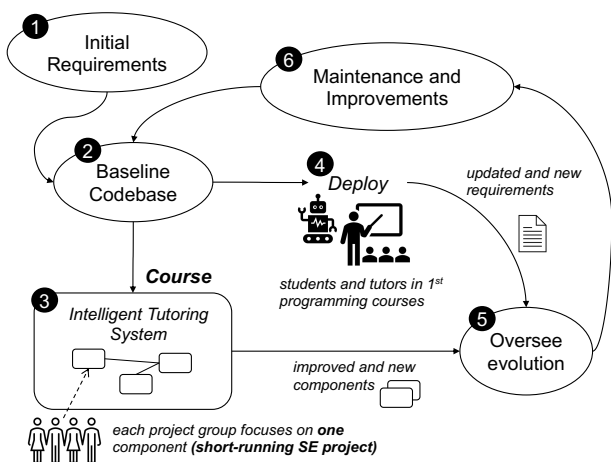 1
Initial
Requirements
6
Maintenance and
Improvements
2
Baseline
Codebase
4
Deploy
updated and new
requirements
students and tutors in 1st
programming courses
Course
3
Intelligent Tutoring
System
5
Oversee
evolution
improved and new
components
each project group focuses on one
component (short-running SE project)